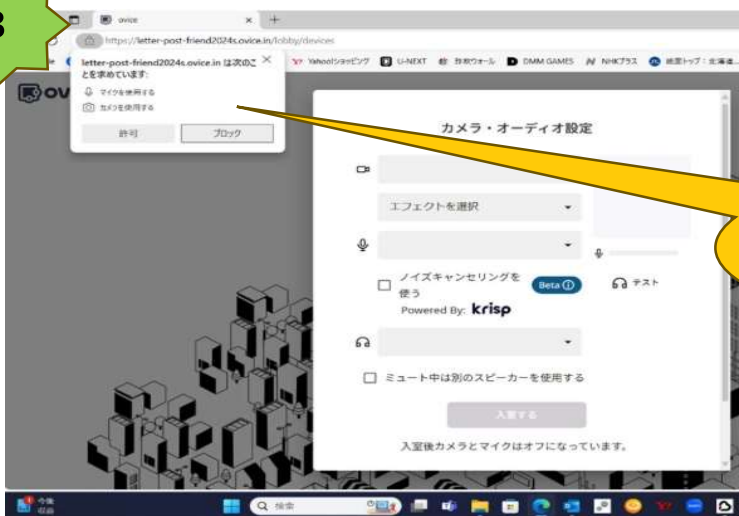 3
ovice
https://letter-post-friend2024s.ovice.in/lobby/devices
Yahoo!ショッピング U-NEXT DMM GAMES NHKプラス
letter-post-friend2024s.ovice.in は次のこ
とを求めています:
マイクを使用する
カメラを使用する
許可 ブロック
ov
カメラ・オーディオ設定
エフェクトを選択
ノイズキャンセリングを
使う
Beta
テスト
Powered By: krisp
ミュート中は別のスピーカーを使用する
入室する
入室後カメラとマイクはオフになっています。
今後
検索